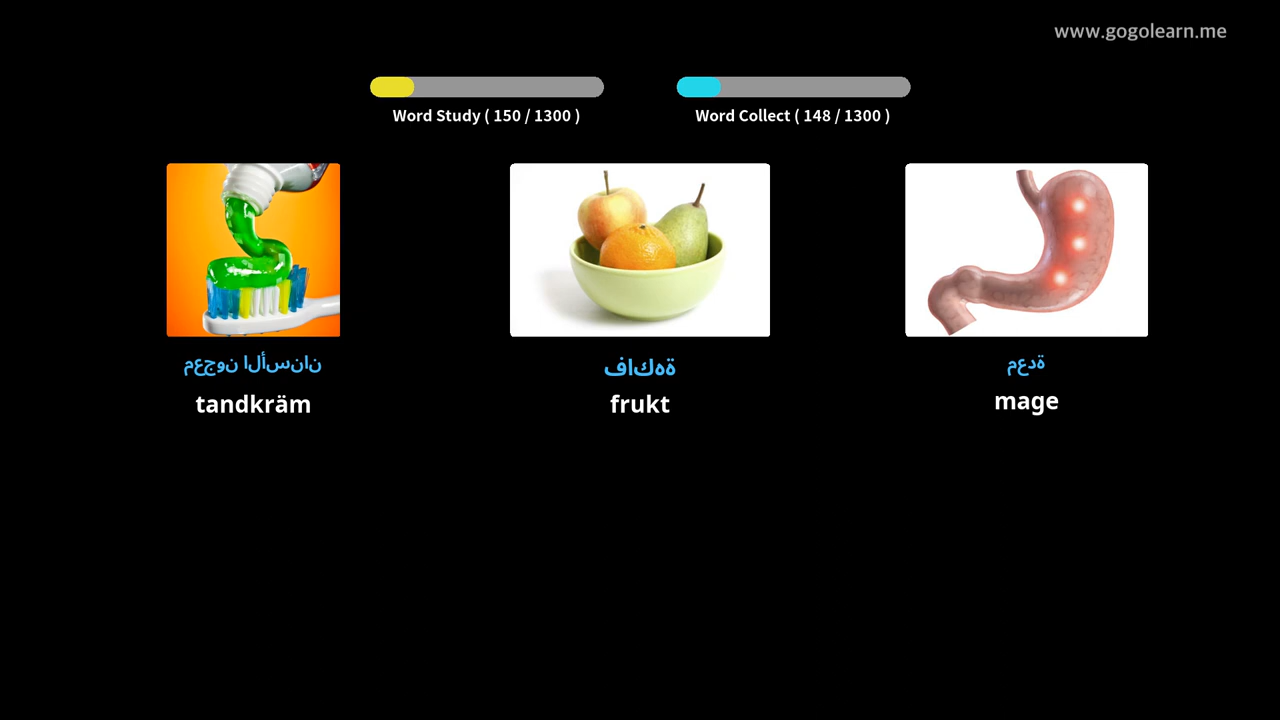 www.gogolearn.me
Word Study ( 150 / 1300 )
Word Collect ( 148 / 1300 )
معجون الأسنان
فاكهة
معدة
tandkräm
frukt
mage